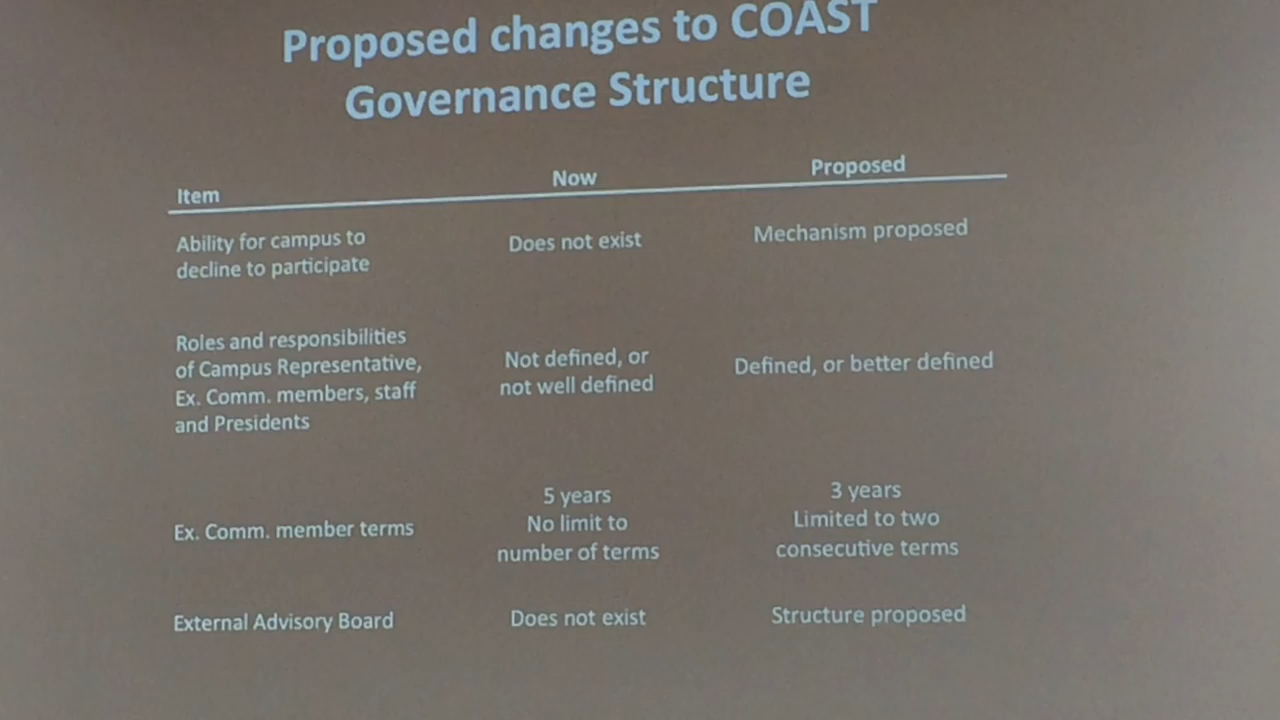 Proposed changes to COAST
Governance Structure
Item Now Proposed
Ability for campus to
decline to participate
Does not exist
Mechanism proposed
Roles and responsibilities
of Campus Representative,
Ex. Comm. members, staff
and Presidents
Not defined, or
not well defined
Defined, or better defined
Ex. Comm. member terms
5 years
No limit to
number of terms
3 years
Limited to two
consecutive terms
External Advisory Board
Does not exist
Structure proposed